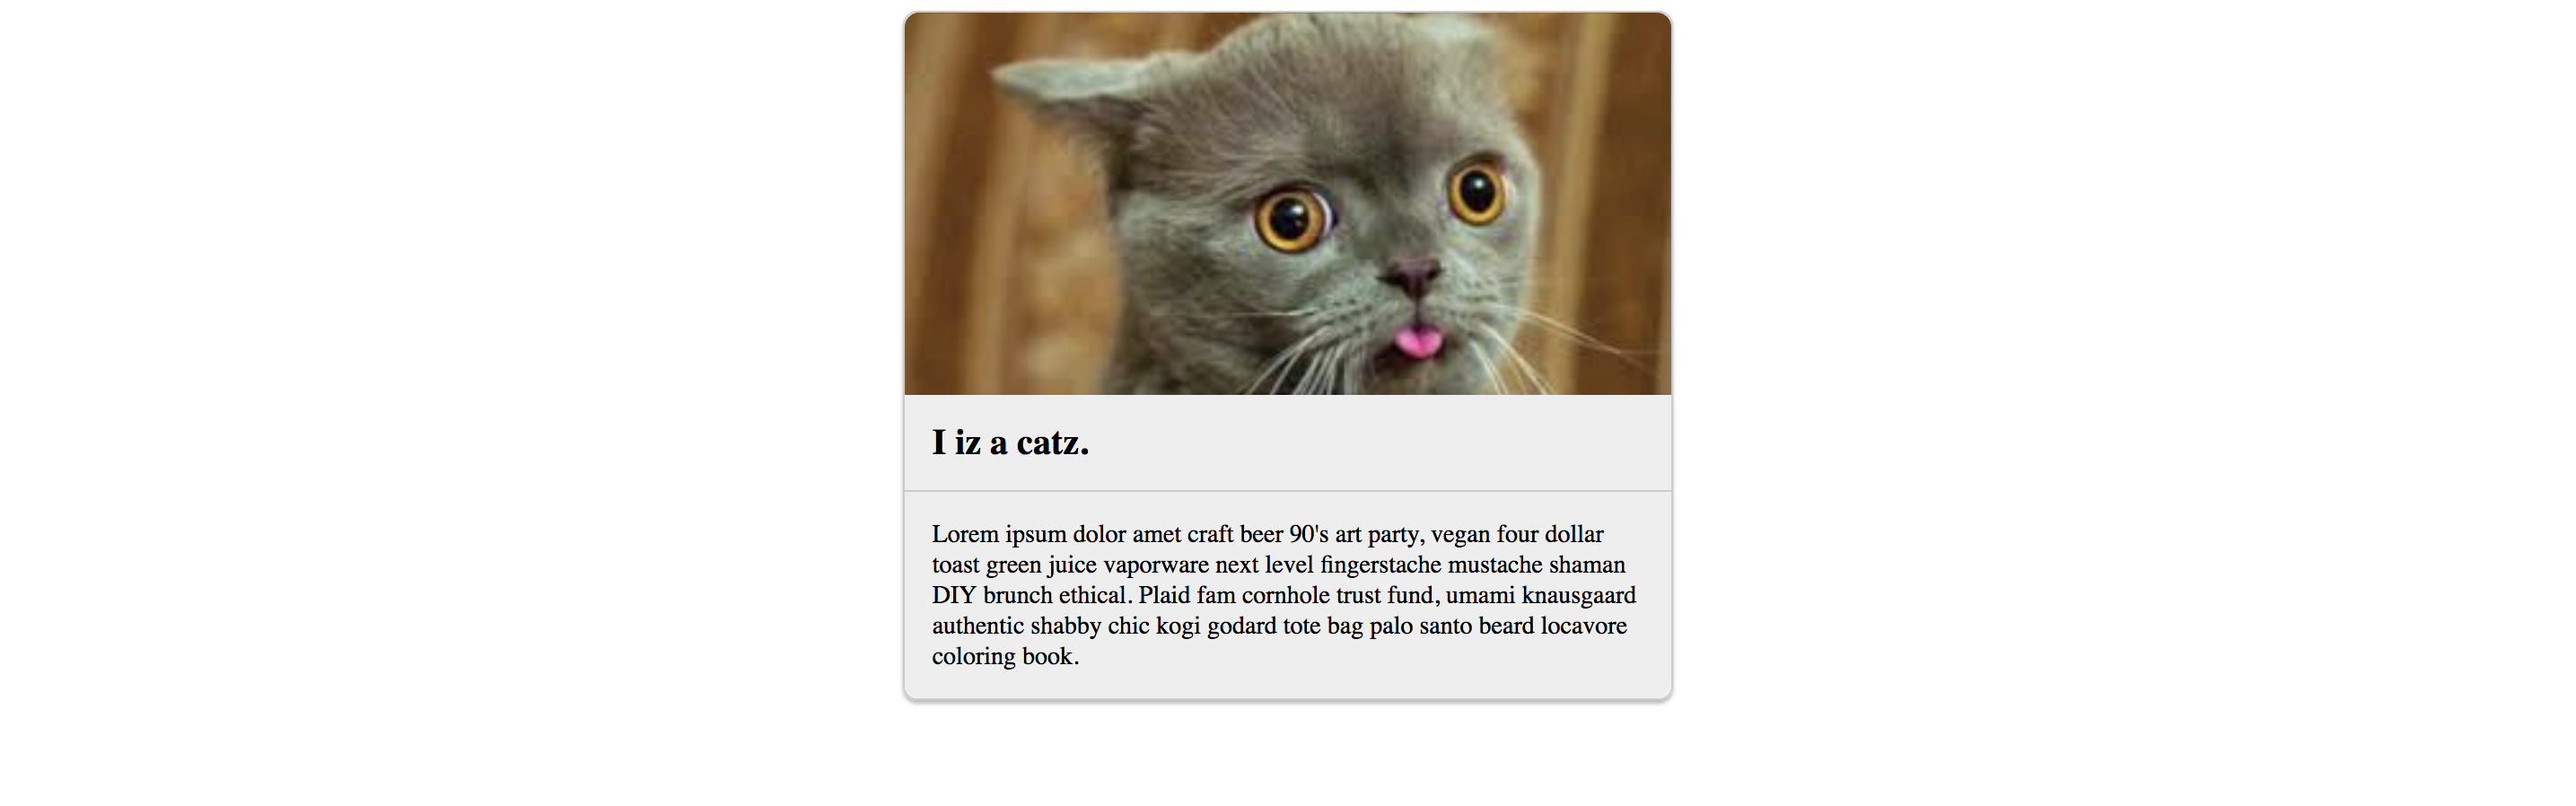 I iz a catz.
Lorem ipsum dolor amet craft beer 90's art party, vegan four dollar
toast green juice vaporware next level fingerstache mustache shaman
DIY brunch ethical. Plaid fam cornhole trust fund, umami knausgaard
authentic shabby chic kogi godard tote bag palo santo beard locavore
coloring book.